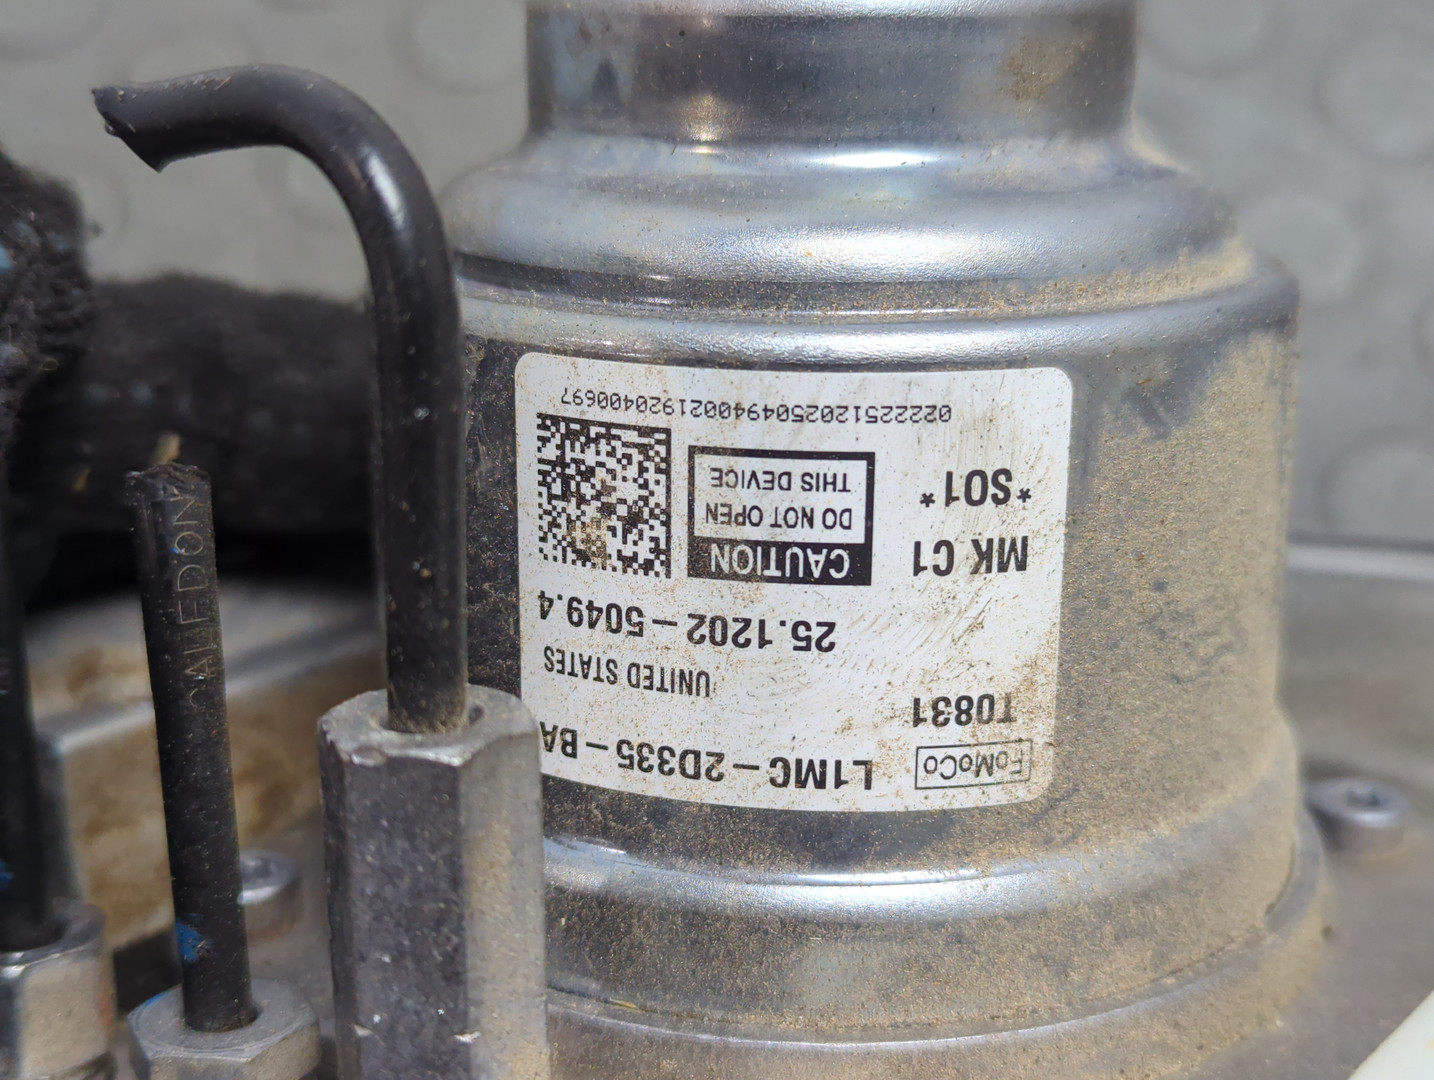 FoMoCo L1MC-2D335-BA
T0831
UNITED STATES
25.1202-5049.4
MK C1
*S01*
CAUTION
DO NOT OPEN
THIS DEVICE
0222251202504940021920400697